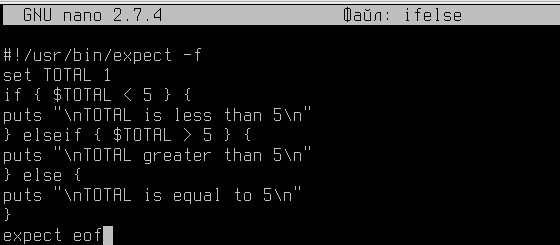 GNU nano 2.7.4 Файл: ifelse
#!/usr/bin/expect -f
set TOTAL 1
if { $TOTAL < 5 } {
puts "\nTOTAL is less than 5\n"
} elseif { $TOTAL > 5 } {
puts "\nTOTAL greater than 5\n"
} else {
puts "\nTOTAL is equal to 5\n"
}
expect eof